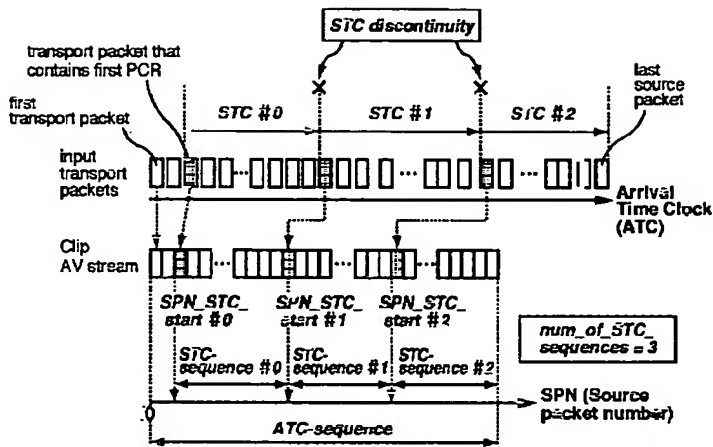 STC discontinuity
transport packet that
contains first PCR
first
transport packet
STC #0
STC #1
STC #2
last
source
packet
input
transport
packets
Arrival
Time Clock
(ATC)
Clip
AV stream
SPN_STC_
start #0
SPN_STC_
start #1
SPN_STC_
start #2
num_of_STC_
sequences = 3
STC-
sequence #0
STC-
sequence #1
STC-
sequence #2
0
SPN (Source
packet number)
ATC-sequence